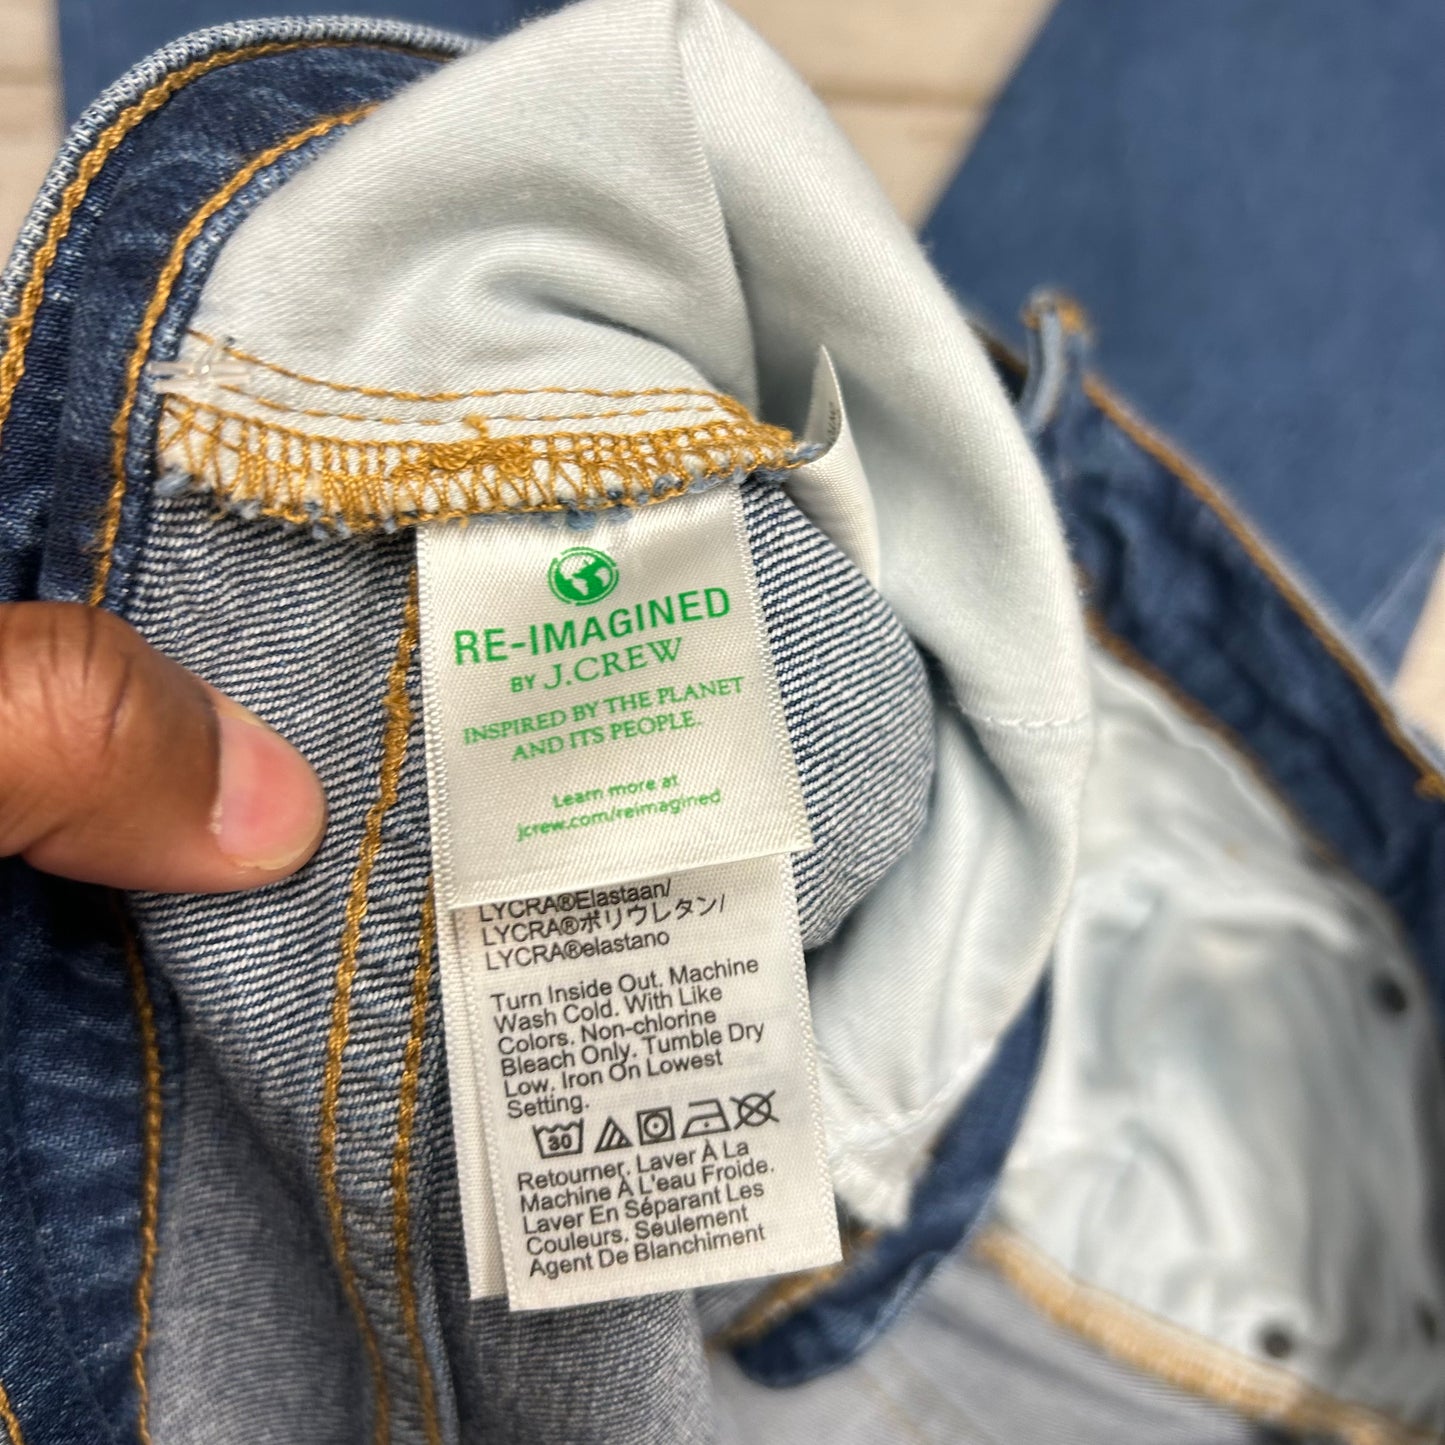 RE-IMAGINED
BY J.CREW
INSPIRED BY THE PLANET
AND ITS PEOPLE.
Learn more at
jcrew.com/reimagined
LYCRA®Elastaan/
LYCRA®ポリウレタン/
LYCRA®elastano
Turn Inside Out. Machine
Wash Cold. With Like
Colors. Non-chlorine
Bleach Only. Tumble Dry
Low. Iron On Lowest
Setting.
30
Retourner. Laver À La
Machine À L'eau Froide.
Laver En Séparant Les
Couleurs. Seulement
Agent De Blanchiment